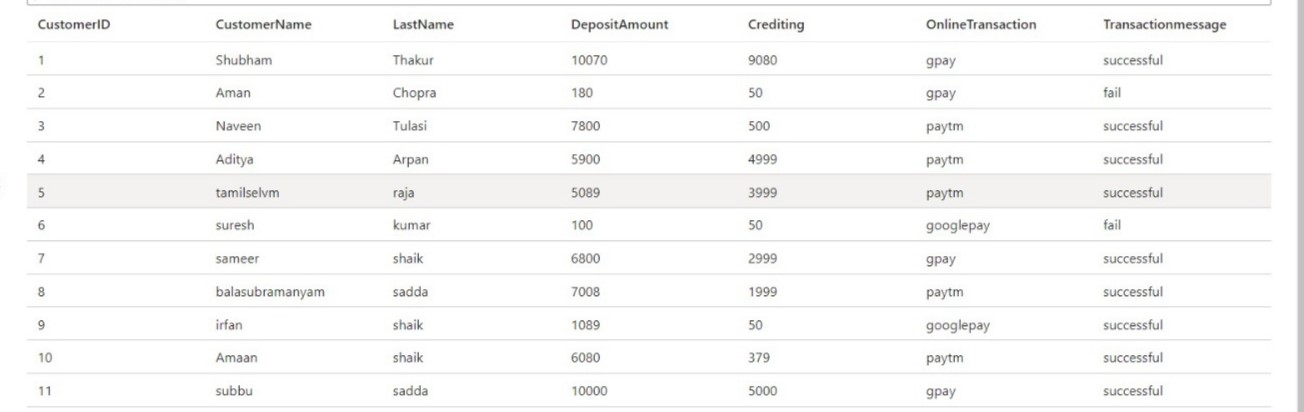 CustomerID CustomerName LastName DepositAmount Crediting OnlineTransaction Transactionmessage
1 Shubham Thakur 10070 9080 gpay successful
2 Aman Chopra 180 50 gpay fail
3 Naveen Tulasi 7800 500 paytm successful
4 Aditya Arpan 5900 4999 paytm successful
5 tamilselvm raja 5089 3999 paytm successful
6 suresh kumar 100 50 googlepay fail
7 sameer shaik 6800 2999 gpay successful
8 balasubramanyam sadda 7008 1999 paytm successful
9 irfan shaik 1089 50 googlepay successful
10 Amaan shaik 6080 379 paytm successful
11 subbu sadda 10000 5000 gpay successful